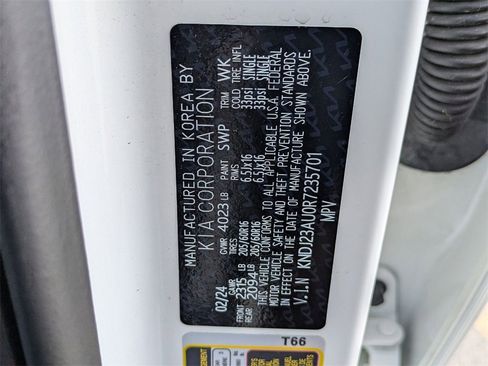 MANUFACTURED IN KOREA BY
KIA CORPORATION
02/24 GVWR 4023 LB PAINT SWP TRIM WK
GAWR TIRES RIMS COLD TIRE INFL
FRONT 2315 LB 205/60R16 6.5Jx16 33psi SINGLE
REAR 2094 LB 205/60R16 6.5Jx16 33psi SINGLE
THIS VEHICLE CONFORMS TO ALL APPLICABLE U.S.A. FEDERAL
MOTOR VEHICLE SAFETY AND THEFT PREVENTION STANDARDS
IN EFFECT ON THE DATE OF MANUFACTURE SHOWN ABOVE.
V.I.N KNDJ23AU0R7235701
MPV
T66